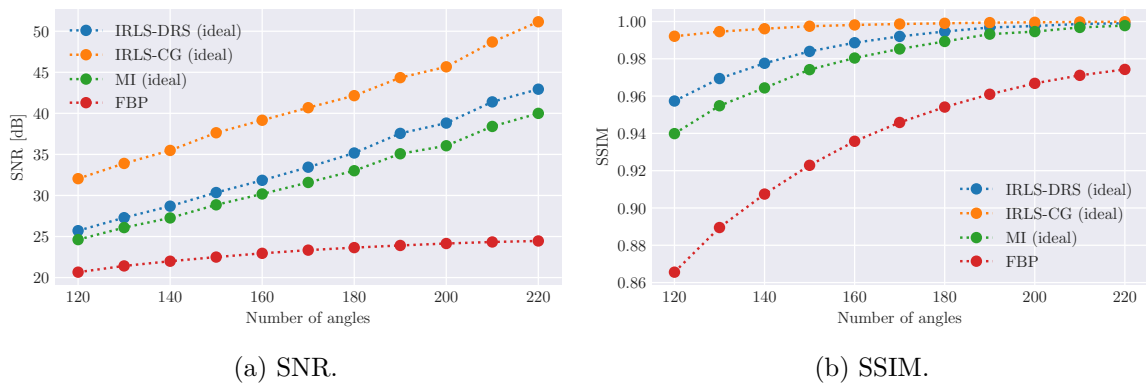 50
45
40
35
30
25
20
SNR [dB]
IRLS-DRS (ideal)
IRLS-CG (ideal)
MI (ideal)
FBP
120 140 160 180 200 220
Number of angles
(a) SNR.
1.00
0.98
0.96
0.94
0.92
0.90
0.88
0.86
SSIM
IRLS-DRS (ideal)
IRLS-CG (ideal)
MI (ideal)
FBP
120 140 160 180 200 220
Number of angles
(b) SSIM.